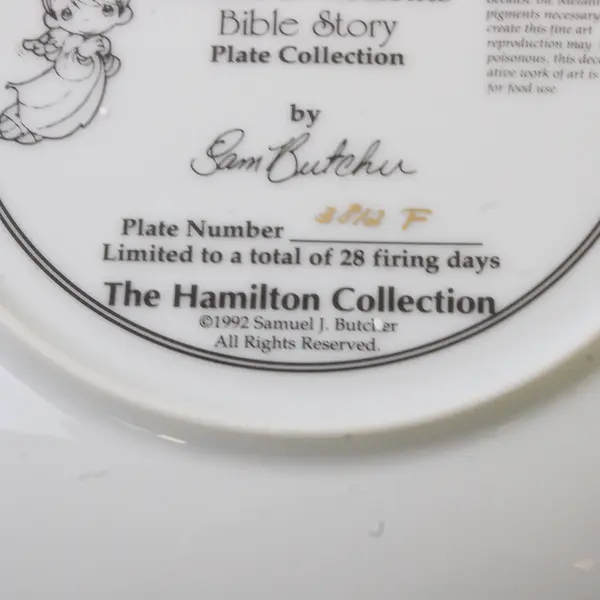 Bible Story
Plate Collection
by
Sam Butcher
Plate Number
Limited to a total of 28 firing days
The Hamilton Collection
©1992 Samuel J. Butcher
All Rights Reserved.
pigments necessary
create this fine art
reproduction may
poisonous, this dec
ative work of art is
for food use